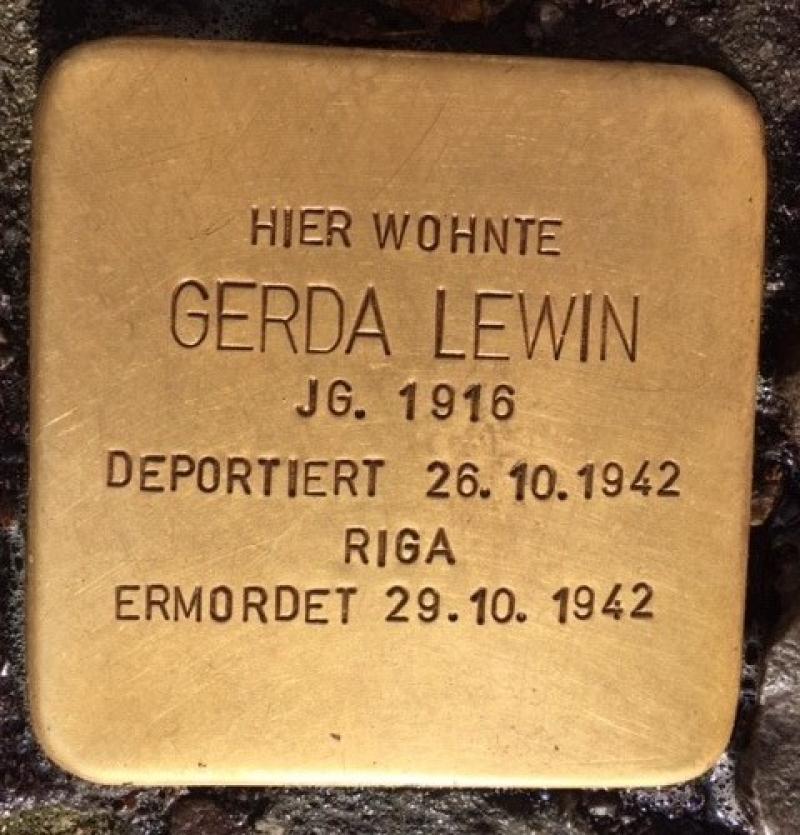 HIER WOHNTE
GERDA LEWIN
JG. 1916
DEPORTIERT 26.10.1942
RIGA
ERMORDET 29.10.1942